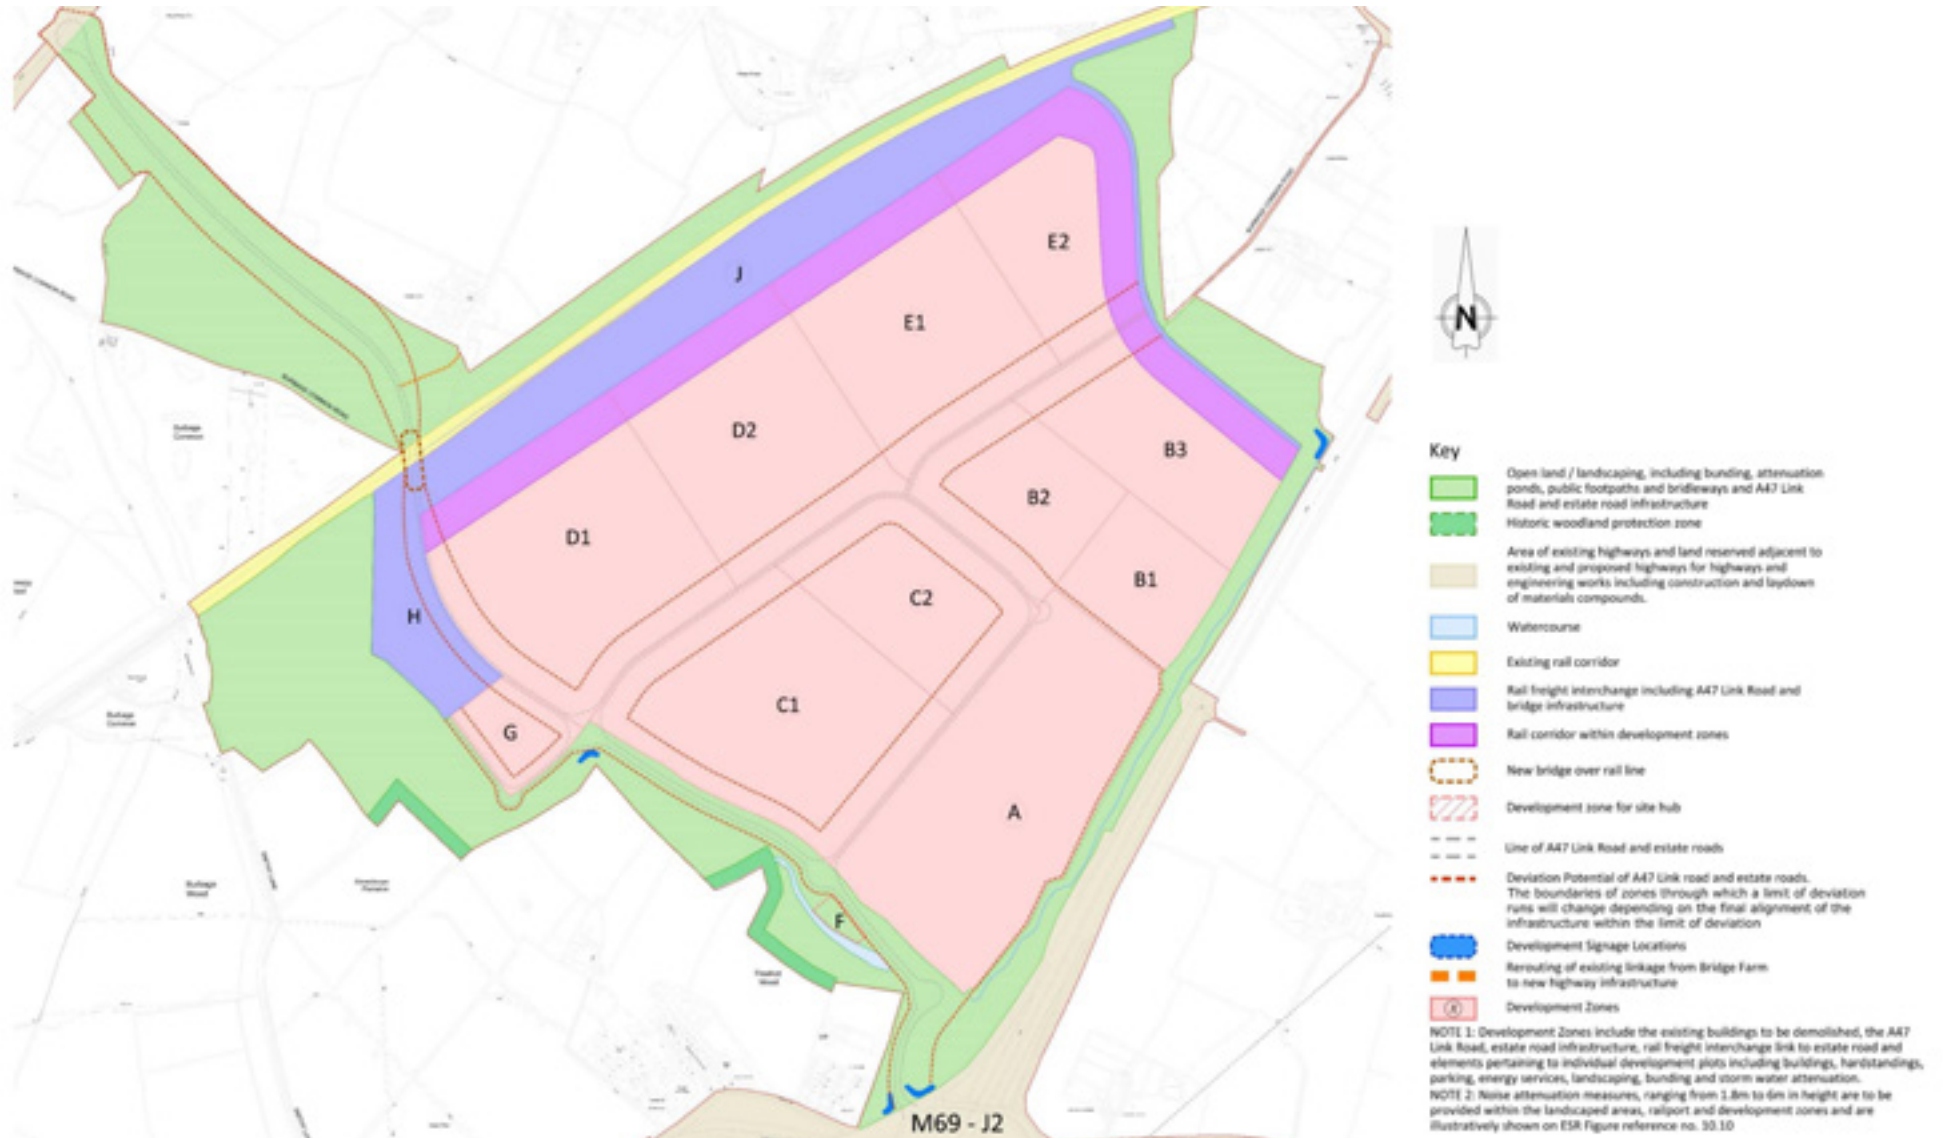 J
E2
E1
D2
B3
B2
D1
B1
C2
H
C1
G
A
F
M69 - J2
N
Key
Open land / landscaping, including bunding, attenuation
ponds, public footpaths and bridleways and A47 Link
Road and estate road infrastructure
Historic woodland protection zone
Area of existing highways and land reserved adjacent to
existing and proposed highways for highways and
engineering works including construction and laydown
of materials compounds.
Watercourse
Existing rail corridor
Rail freight interchange including A47 Link Road and
bridge infrastructure
Rail corridor within development zones
New bridge over rail line
Development zone for site hub
Line of A47 Link Road and estate roads
Deviation Potential of A47 Link road and estate roads.
The boundaries of zones through which a limit of deviation
runs will change depending on the final alignment of the
infrastructure within the limit of deviation
Development Signage Locations
Rerouting of existing linkage from Bridge Farm
to new highway infrastructure
Development Zones
NOTE 1: Development Zones include the existing buildings to be demolished, the A47
Link Road, estate road infrastructure, rail freight interchange link to estate road and
elements pertaining to individual development plots including buildings, hardstandings,
parking, energy services, landscaping, bunding and storm water attenuation.
NOTE 2: Noise attenuation measures, ranging from 1.8m to 6m in height are to be
provided within the landscaped areas, railport and development zones and are
illustratively shown on ESR Figure reference no. 10.10
Burbage
Common
Burbage
Common
Burbage
Wood